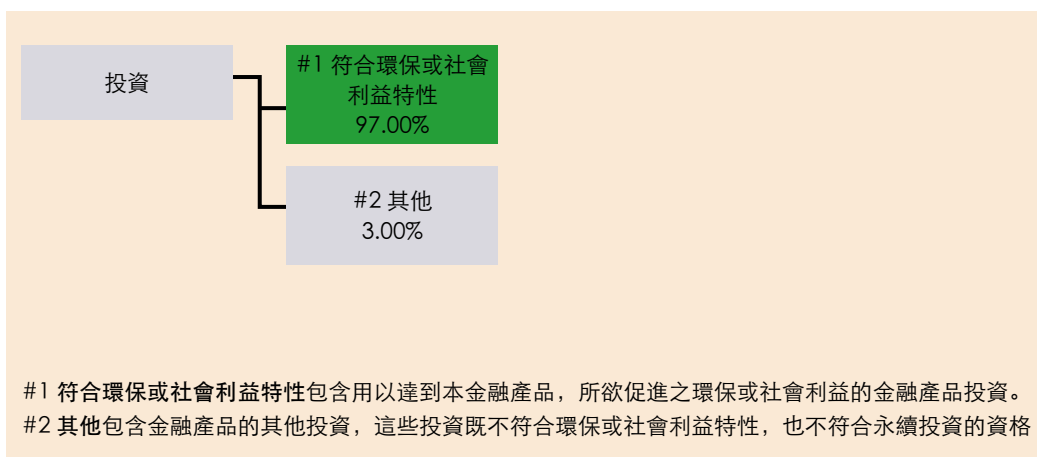 投資
#1 符合環保或社會
利益特性
97.00%
#2 其他
3.00%
#1 符合環保或社會利益特性包含用以達到本金融產品，所欲促進之環保或社會利益的金融產品投資。
#2 其他包含金融產品的其他投資，這些投資既不符合環保或社會利益特性，也不符合永續投資的資格